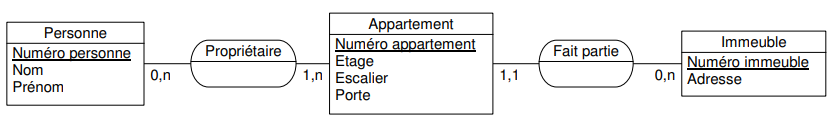 Personne
Numéro personne
Nom
Prénom
0,n
Propriétaire
1,n
Appartement
Numéro appartement
Etage
Escalier
Porte
1,1
Fait partie
0,n
Immeuble
Numéro immeuble
Adresse